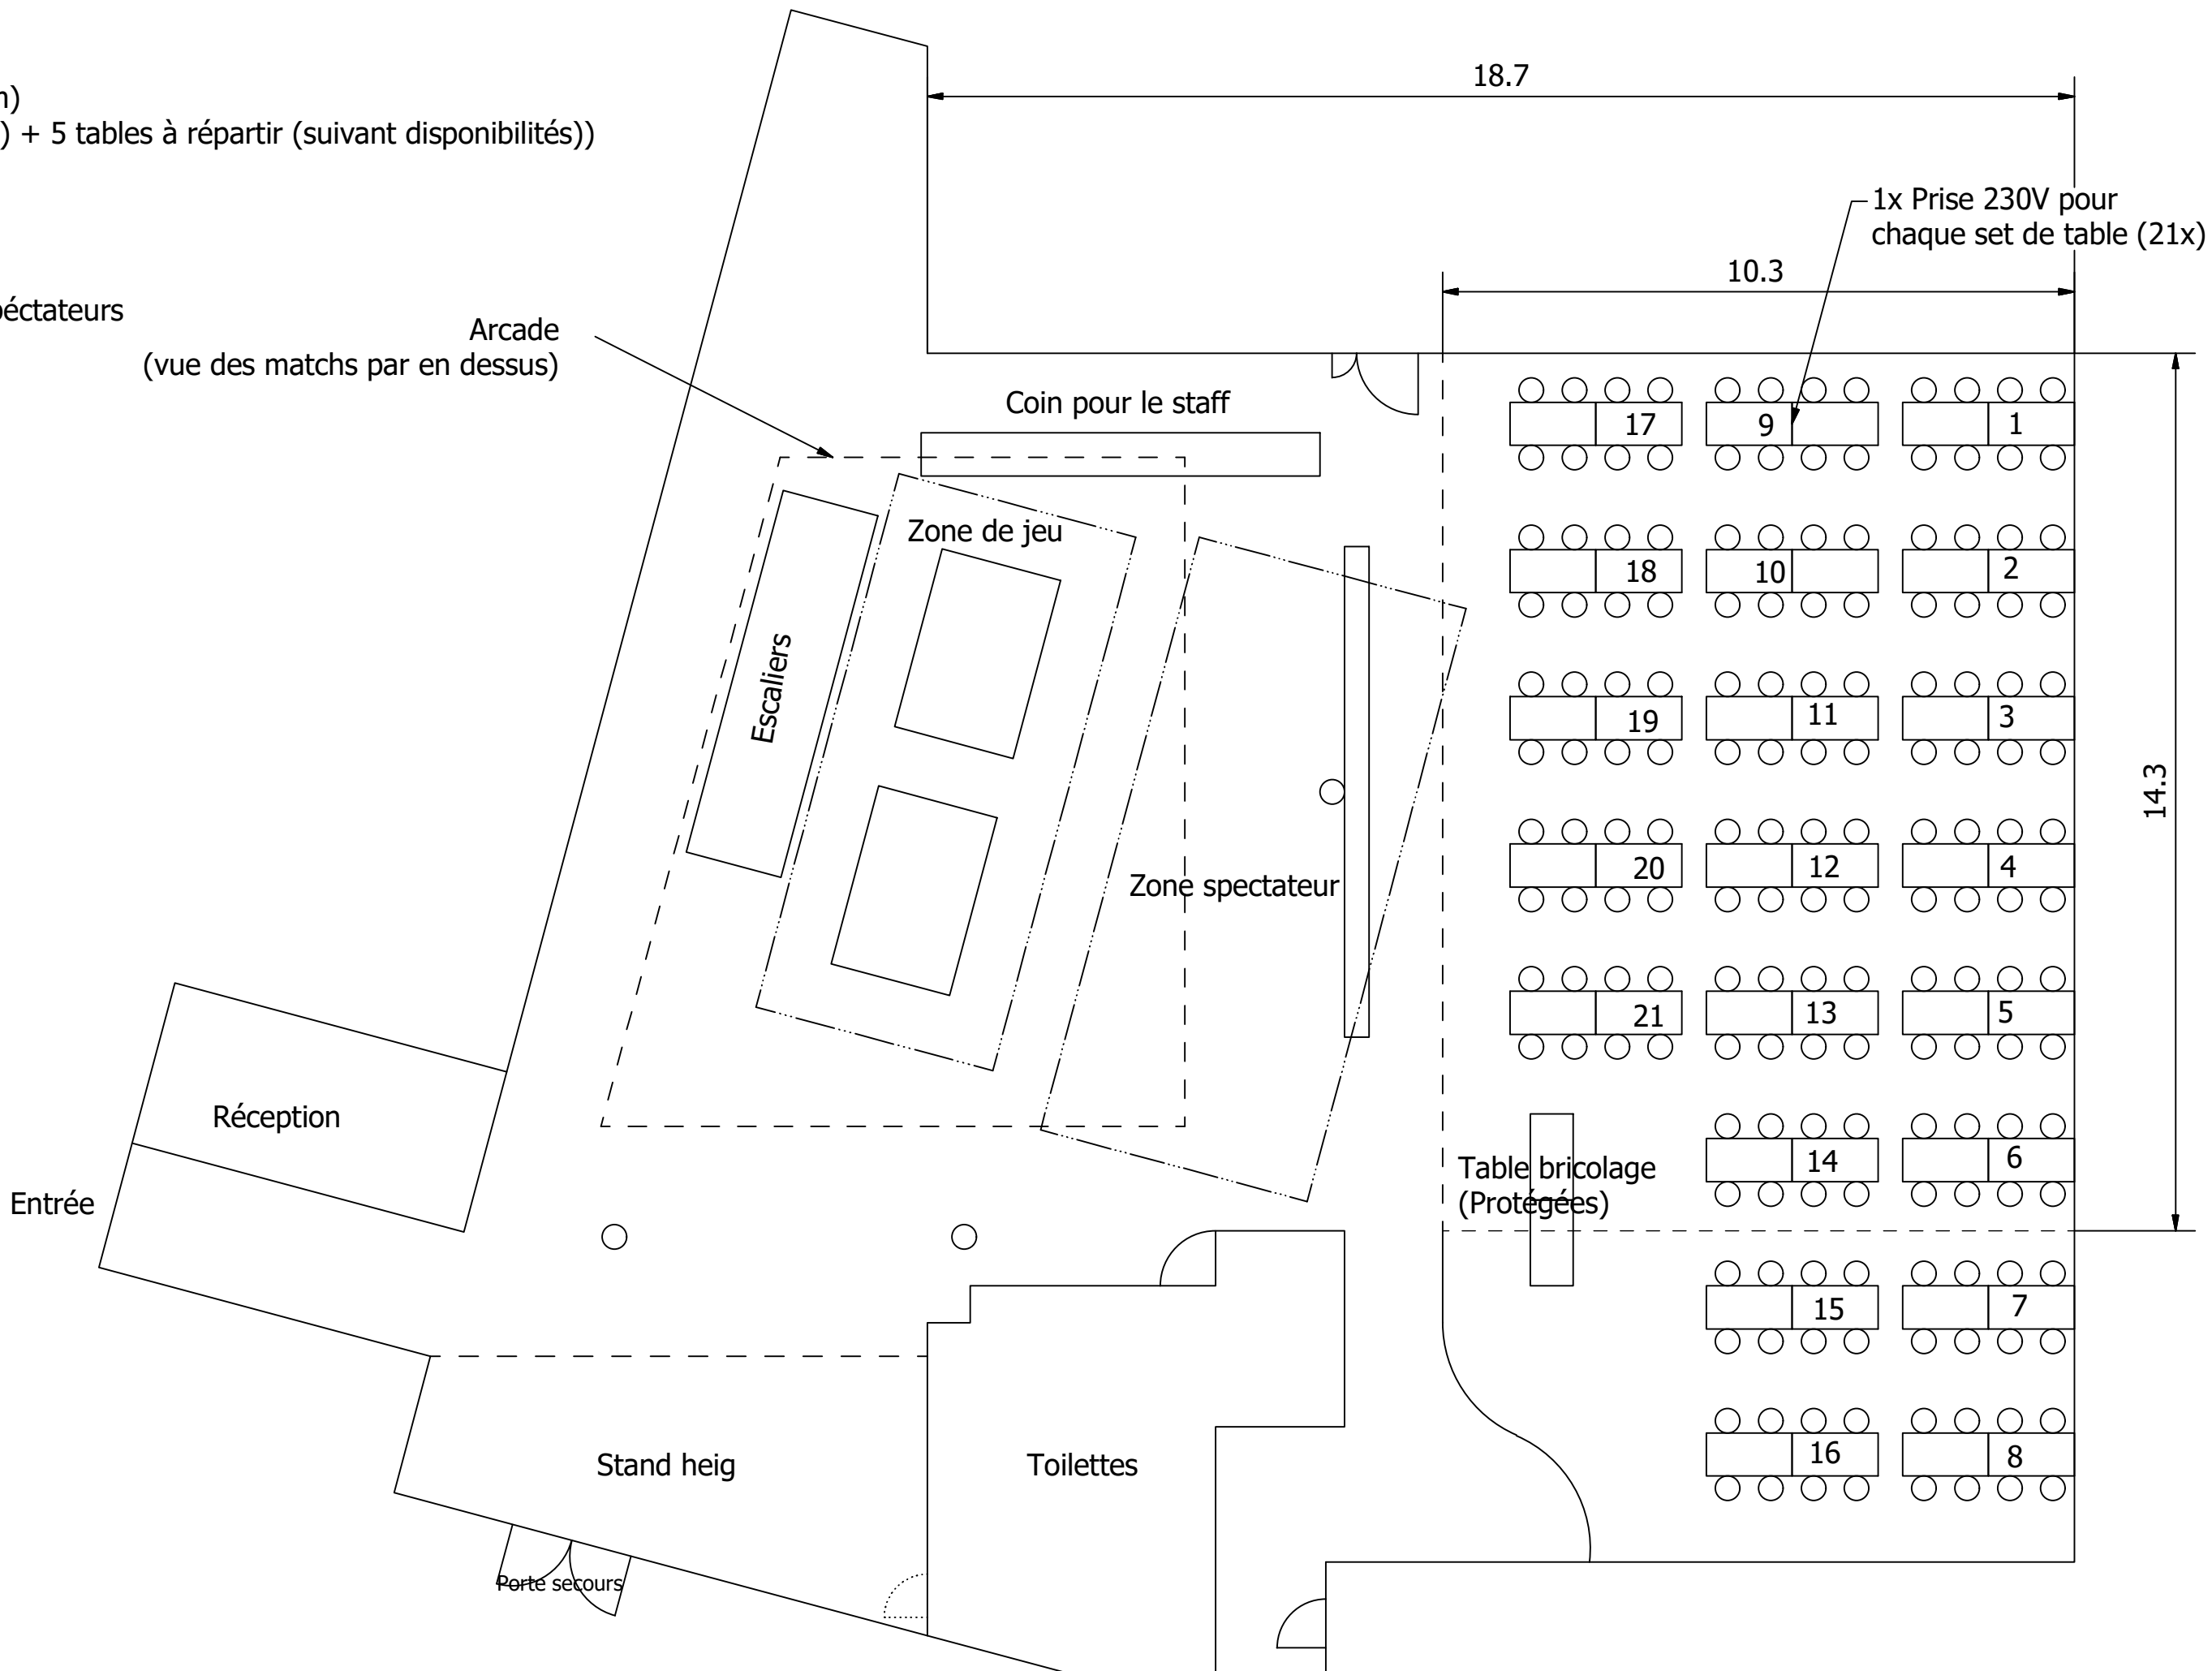 18.7
) + 5 tables à répartir (suivant disponibilités))
1x Prise 230V pour
chaque set de table (21x)
10.3
Arcade
(vue des matchs par en dessus)
Coin pour le staff
17
9
1
Zone de jeu
18
10
2
Escaliers
19
11
3
14.3
Zone spectateur
20
12
4
21
13
5
Réception
Table bricolage
(Protégées)
14
6
Entrée
15
7
Stand heig
Toilettes
16
8
Porte secours